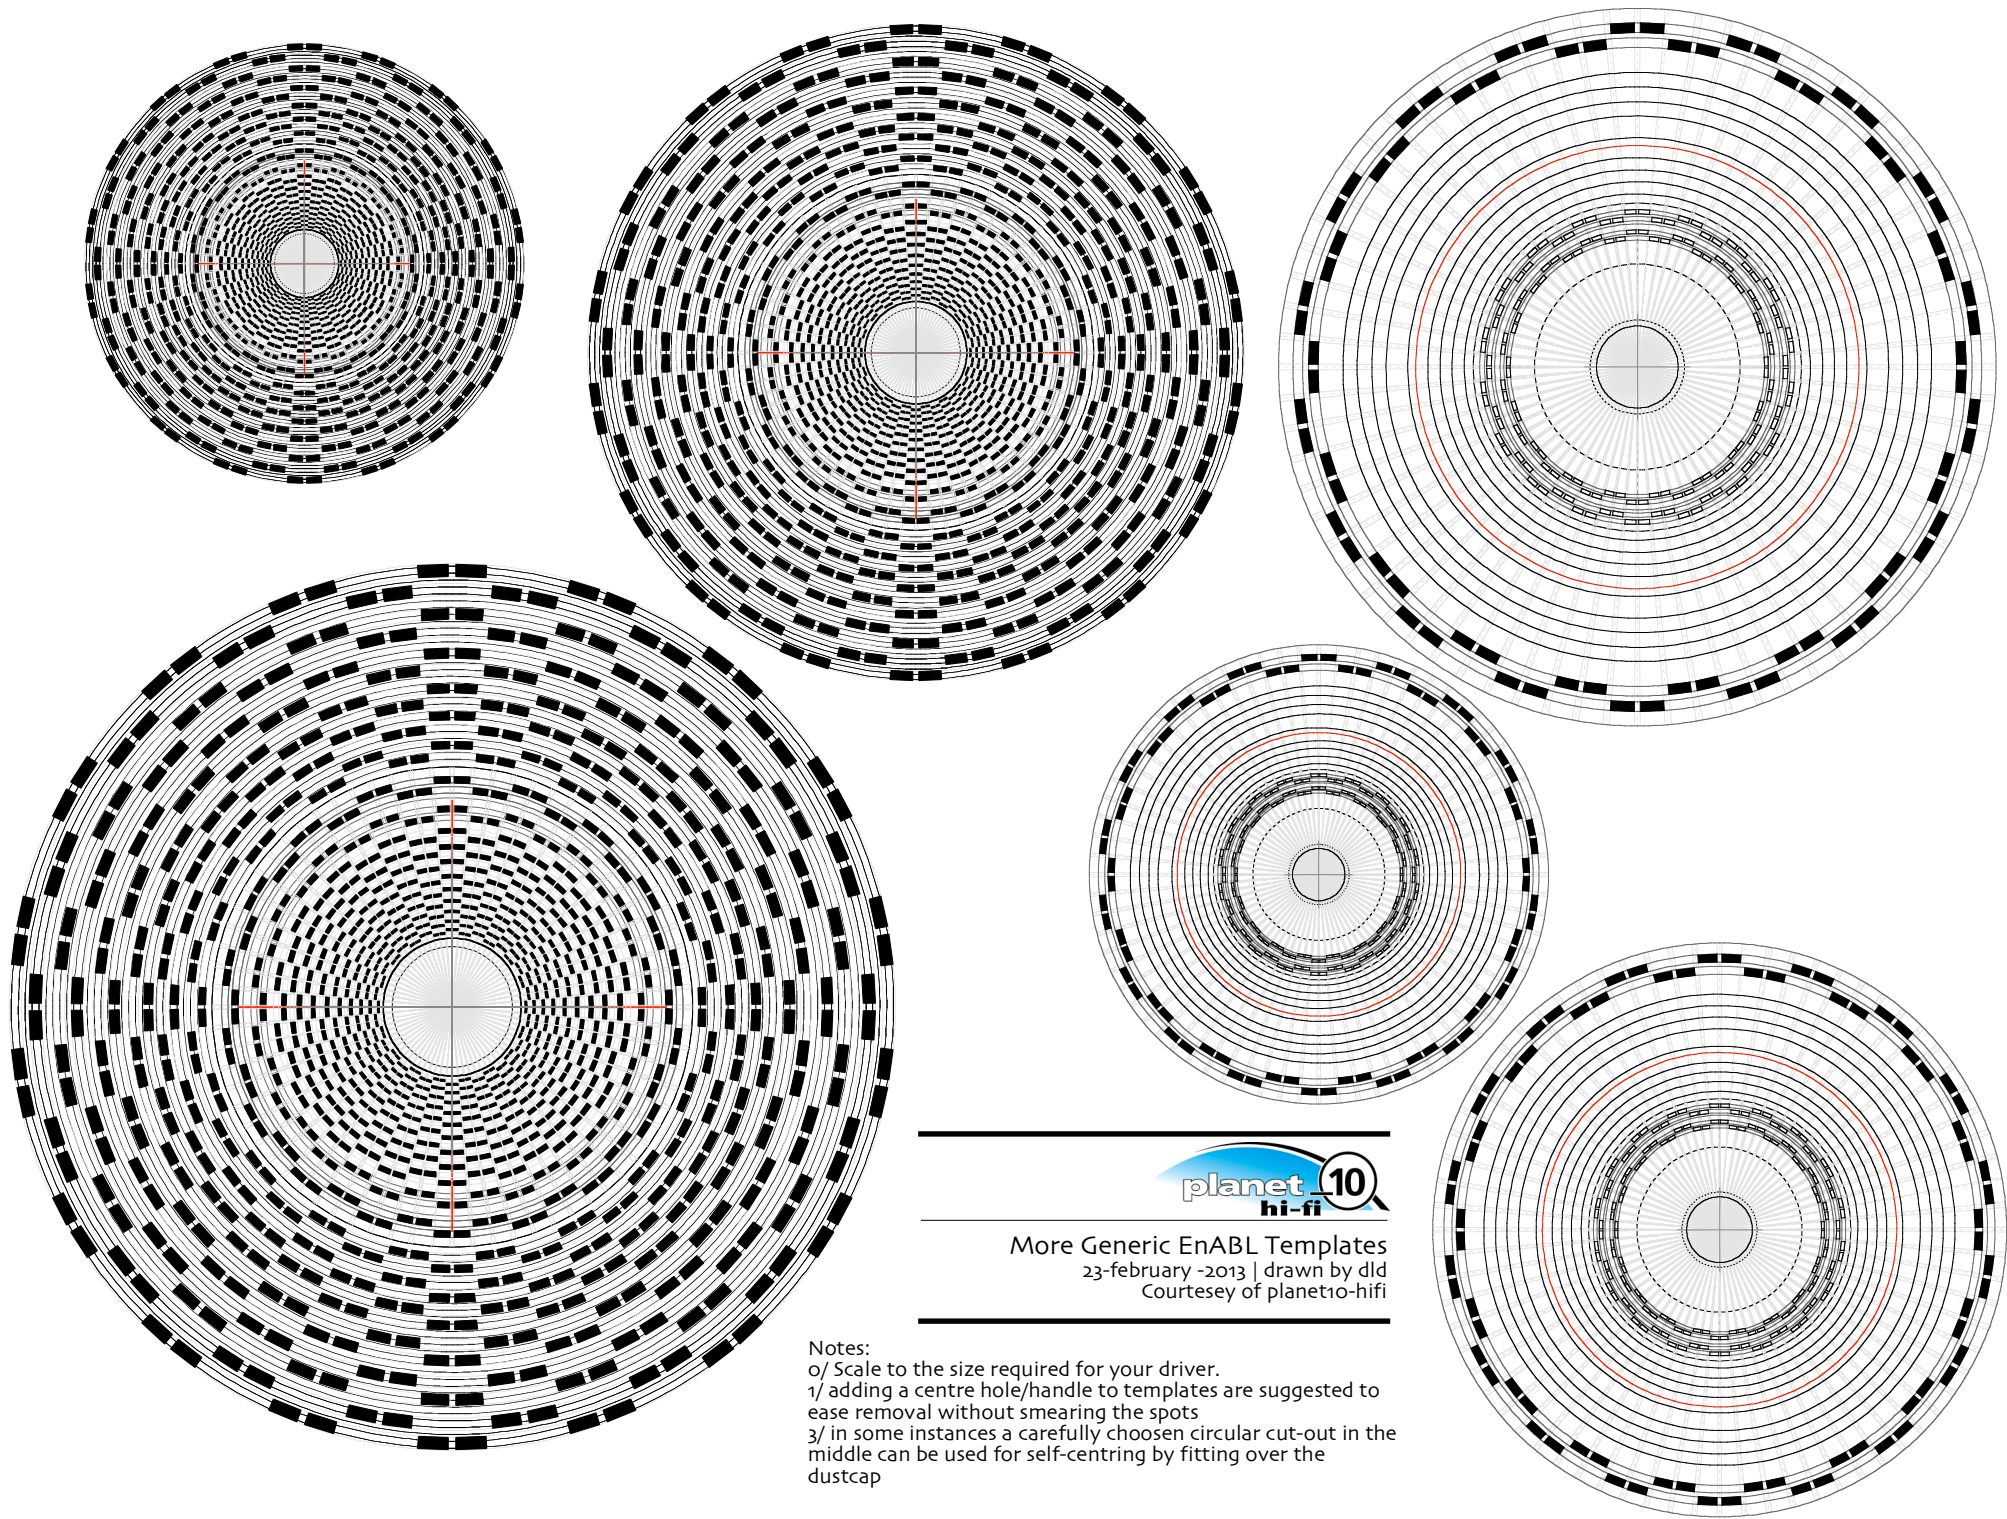 planet_10
hi-fi
More Generic EnABL Templates
23-february -2013 | drawn by dld
Courtesey of planet10-hifi
Notes:
0/ Scale to the size required for your driver.
1/ adding a centre hole/handle to templates are suggested to
ease removal without smearing the spots
3/ in some instances a carefully choosen circular cut-out in the
middle can be used for self-centring by fitting over the
dustcap